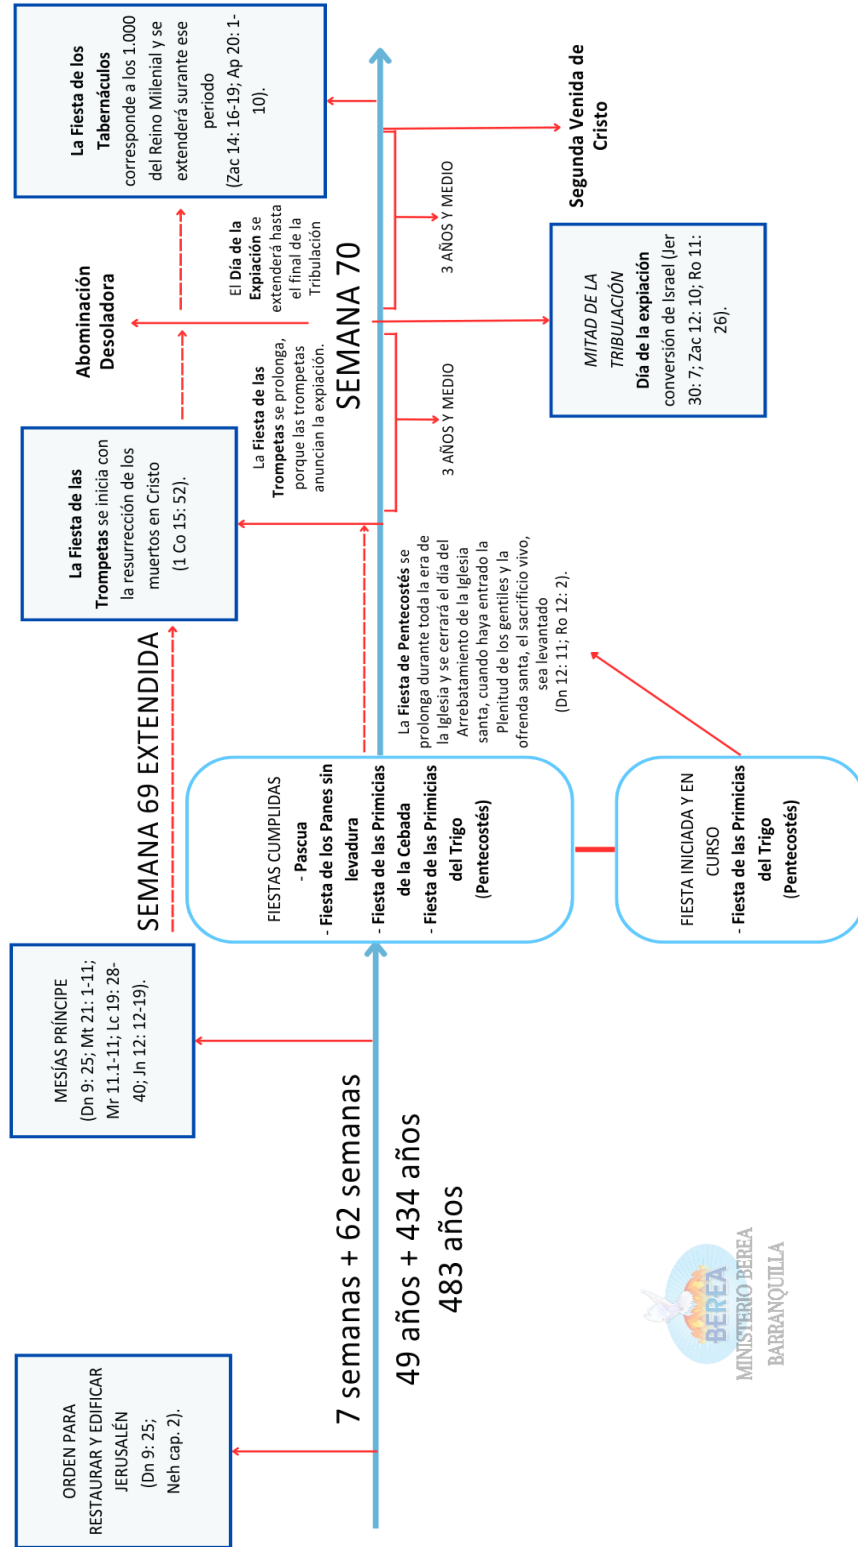 ORDEN PARA
RESTAURAR Y EDIFICAR
JERUSALÉN
(Dn 9: 25;
Neh cap. 2).
7 semanas + 62 semanas
49 años + 434 años
483 años
MESÍAS PRÍNCIPE
(Dn 9: 25; Mt 21: 1-11;
Mr 11.1-11; Lc 19: 28-
40; Jn 12: 12-19).
SEMANA 69 EXTENDIDA
FIESTAS CUMPLIDAS
- Pascua
- Fiesta de los Panes sin
levadura
- Fiesta de las Primicias
de la Cebada
- Fiesta de las Primicias
del Trigo
(Pentecostés)
FIESTA INICIADA Y EN
CURSO
- Fiesta de las Primicias
del Trigo
(Pentecostés)
La Fiesta de Pentecostés se
prolonga durante toda la era de
la Iglesia y se cerrará el día del
Arrebatamiento de la Iglesia
santa, cuando haya entrado la
Plenitud de los gentiles y la
ofrenda santa, el sacrificio vivo,
sea levantado
(Dn 12: 11; Ro 12: 2).
La Fiesta de las
Trompetas se inicia con
la resurrección de los
muertos en Cristo
(1 Co 15: 52).
La Fiesta de las
Trompetas se prolonga,
porque las trompetas
anuncian la expiación.
SEMANA 70
3 AÑOS Y MEDIO
Abominación
Desoladora
MITAD DE LA
TRIBULACIÓN
Día de la expiación
conversión de Israel (Jer
30: 7; Zac 12: 10; Ro 11:
26).
El Día de la
Expiación se
extenderá hasta
el final de la
Tribulación
3 AÑOS Y MEDIO
La Fiesta de los
Tabernáculos
corresponde a los 1.000
del Reino Milenial y se
extenderá surante ese
periodo
(Zac 14: 16-19; Ap 20: 1-
10).
Segunda Venida de
Cristo
BEREA
MINISTERIO BEREA
BARRANQUILLA